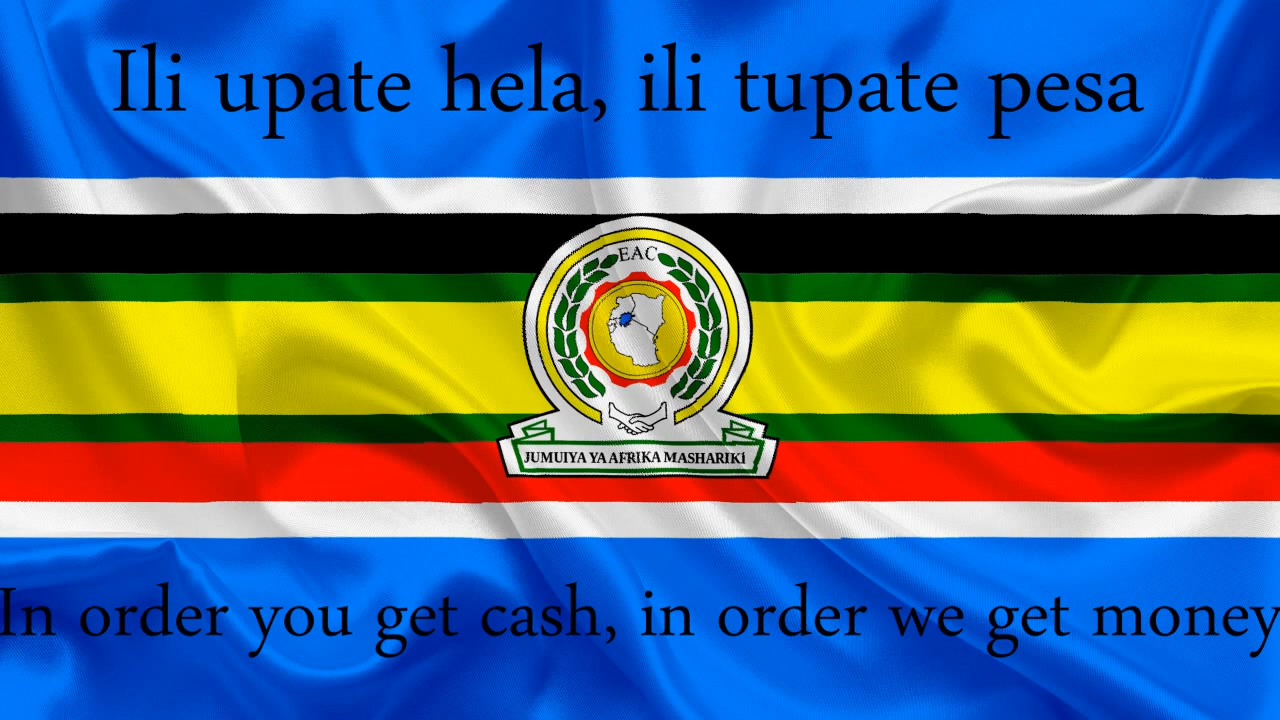 Ili upate hela, ili tupate pesa
EAC
JUMUIYA YA AFRIKA MASHARIKI
In order you get cash, in order we get money